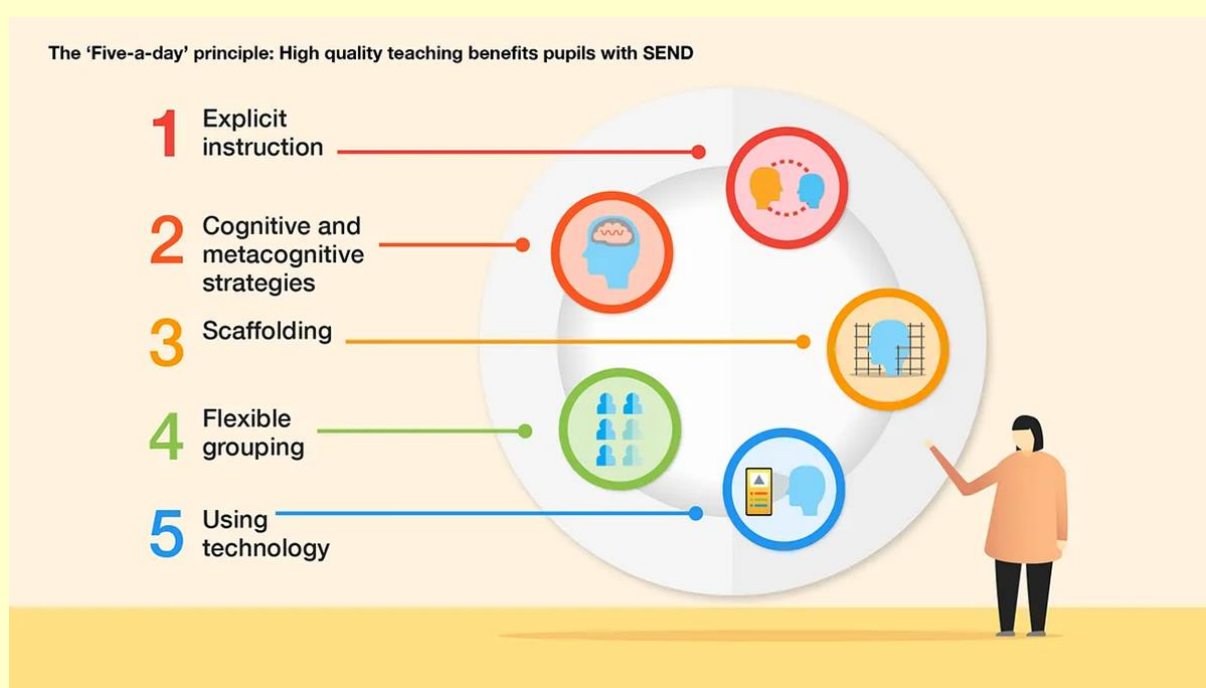 The ‘Five-a-day’ principle: High quality teaching benefits pupils with SEND
1
Explicit
instruction
2
Cognitive and
metacognitive
strategies
3
Scaffolding
4
Flexible
grouping
5
Using
technology